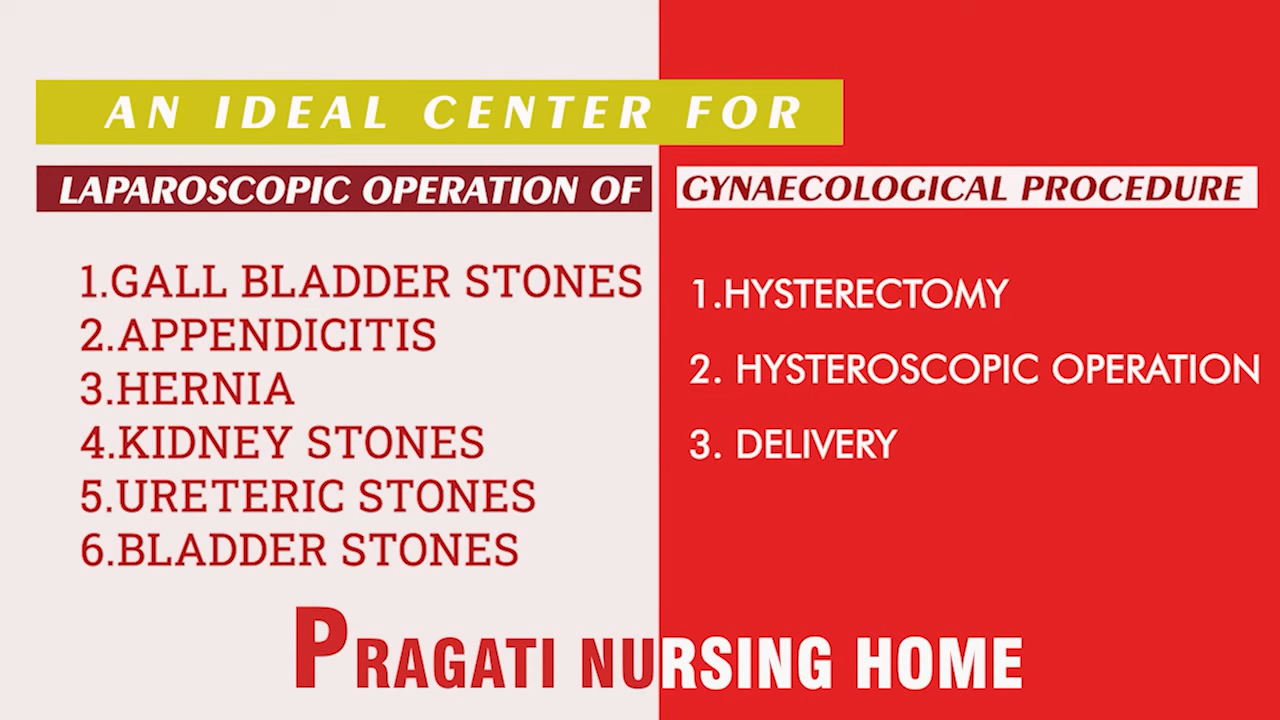 AN IDEAL CENTER FOR
LAPAROSCOPIC OPERATION OF
1.GALL BLADDER STONES
2.APPENDICITIS
3.HERNIA
4.KIDNEY STONES
5.URETERIC STONES
6.BLADDER STONES
GYNAECOLOGICAL PROCEDURE
1.HYSTERECTOMY
2. HYSTEROSCOPIC OPERATION
3. DELIVERY
PRAGATI NURSING HOME